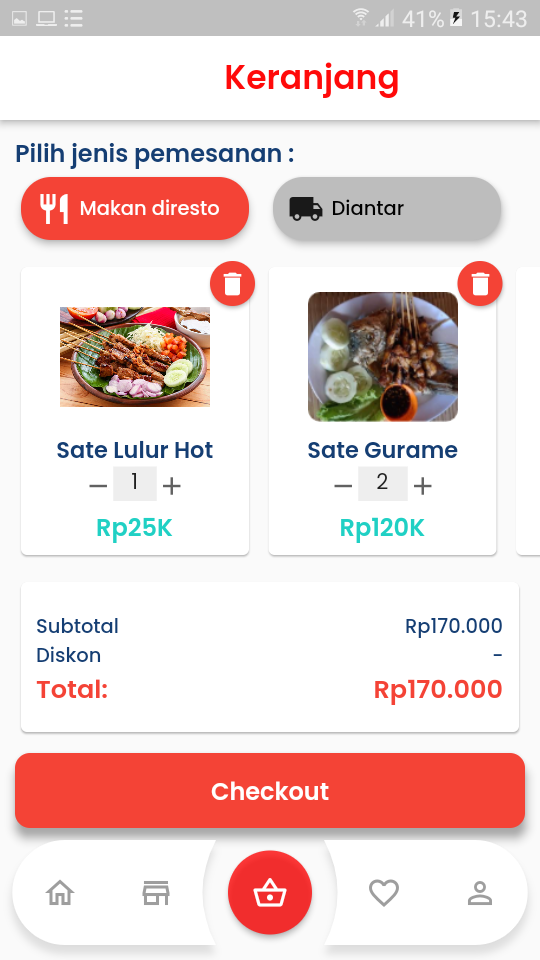 41% 15:43
Keranjang
Pilih jenis pemesanan :
Makan diresto
Diantar
Sate Lulur Hot
1
Rp25K
Sate Gurame
2
Rp120K
Subtotal Rp170.000
Diskon -
Total: Rp170.000
Checkout